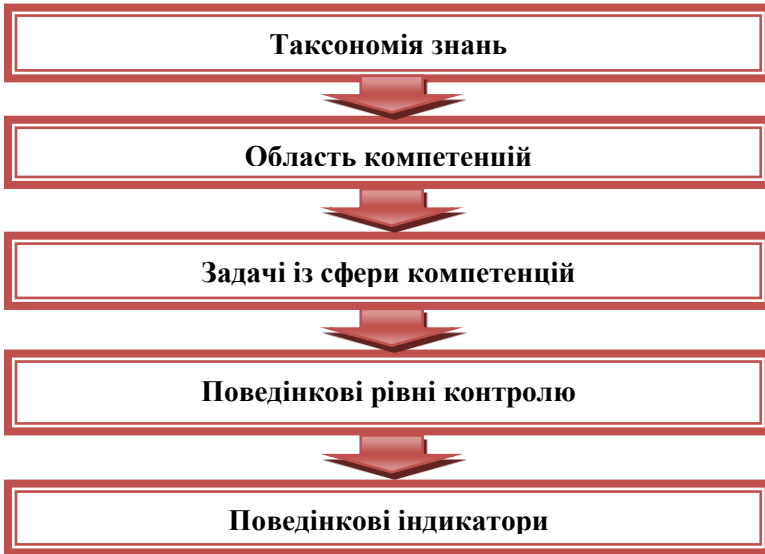 Таксономія знань
Область компетенцій
Задачі із сфери компетенцій
Поведінкові рівні контролю
Поведінкові індикатори